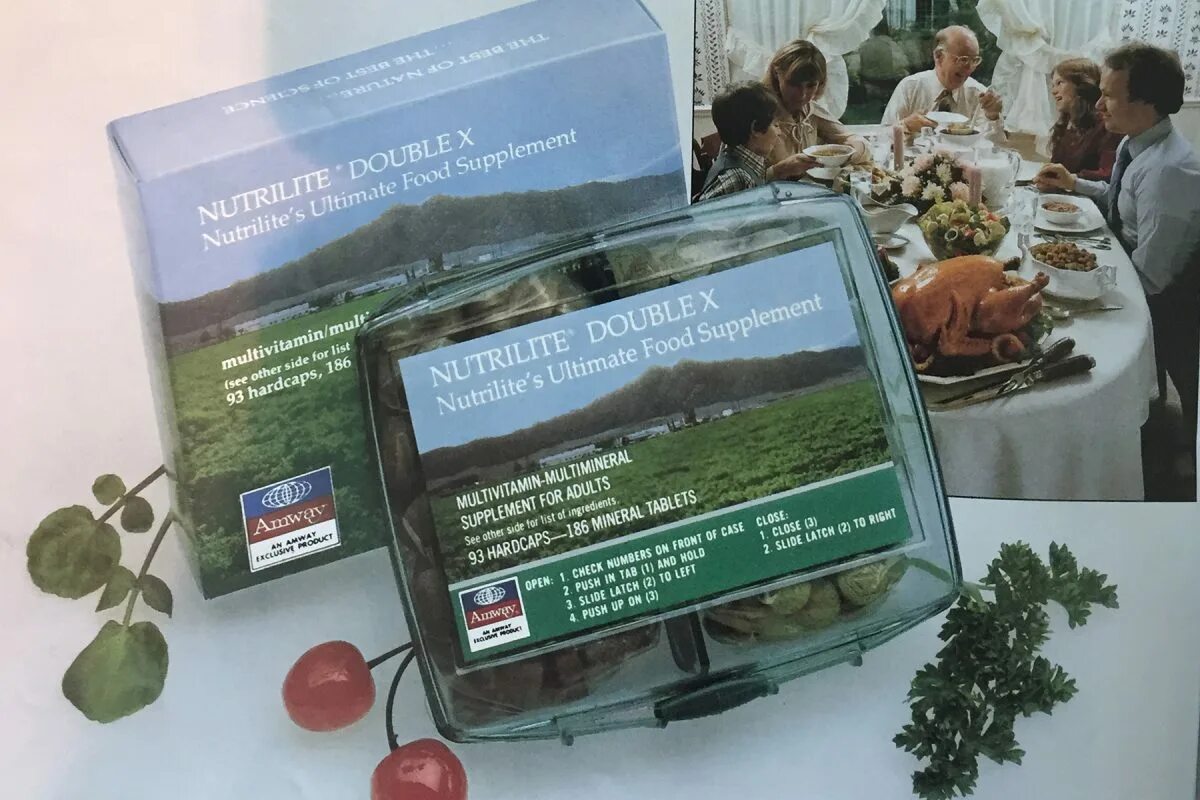 THE BEST OF NATURE...
THE BEST OF SCIENCE
NUTRILITE® DOUBLE X
Nutrilite's Ultimate Food Supplement
multivitamin/multi
(see other side for list
93 hardcaps, 186
Amway®
AN AMWAY
EXCLUSIVE PRODUCT
NUTRILITE® DOUBLE X
Nutrilite's Ultimate Food Supplement
MULTIVITAMIN-MULTIMINERAL
SUPPLEMENT FOR ADULTS
See other side for list of ingredients.
93 HARDCAPS—186 MINERAL TABLETS
OPEN: 1. CHECK NUMBERS ON FRONT OF CASE
2. PUSH IN TAB (1) AND HOLD
3. SLIDE LATCH (2) TO LEFT
4. PUSH UP ON (3)
CLOSE:
1. CLOSE (3)
2. SLIDE LATCH (2) TO RIGHT
Amway®
AN AMWAY
EXCLUSIVE PRODUCT